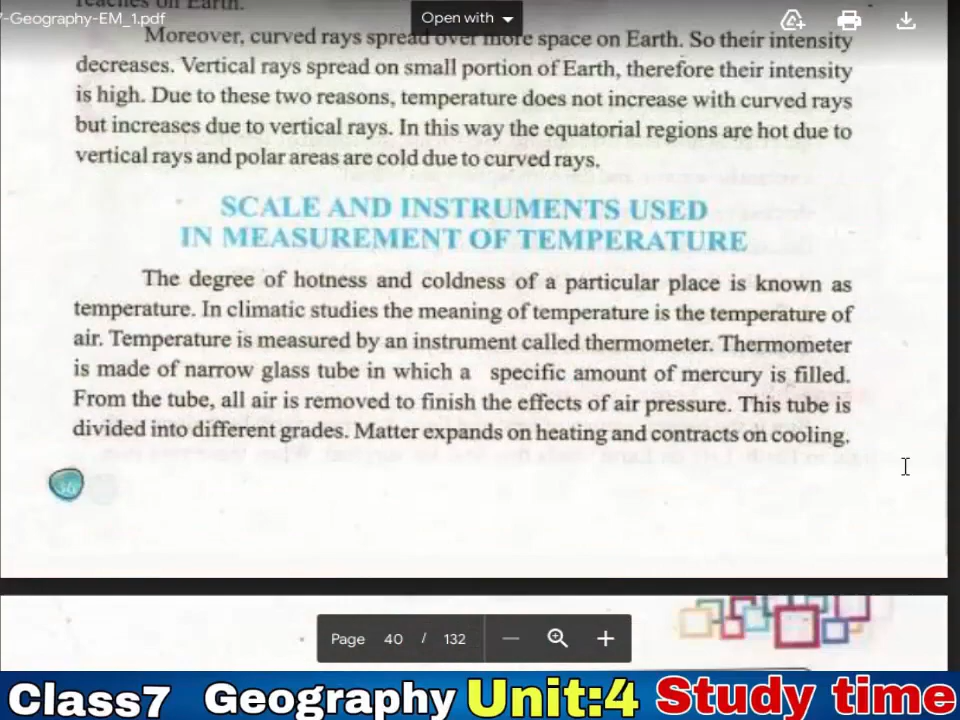 reaches on Earth.
7-Geography-EM_1.pdf
Open with
Moreover, curved rays spread over more space on Earth. So their intensity
decreases. Vertical rays spread on small portion of Earth, therefore their intensity
is high. Due to these two reasons, temperature does not increase with curved rays
but increases due to vertical rays. In this way the equatorial regions are hot due to
vertical rays and polar areas are cold due to curved rays.
SCALE AND INSTRUMENTS USED
IN MEASUREMENT OF TEMPERATURE
The degree of hotness and coldness of a particular place is known as
temperature. In climatic studies the meaning of temperature is the temperature of
air. Temperature is measured by an instrument called thermometer. Thermometer
is made of narrow glass tube in which a specific amount of mercury is filled.
From the tube, all air is removed to finish the effects of air pressure. This tube is
divided into different grades. Matter expands on heating and contracts on cooling.
36
Page 40 / 132
Class7 Geography Unit:4 Study time